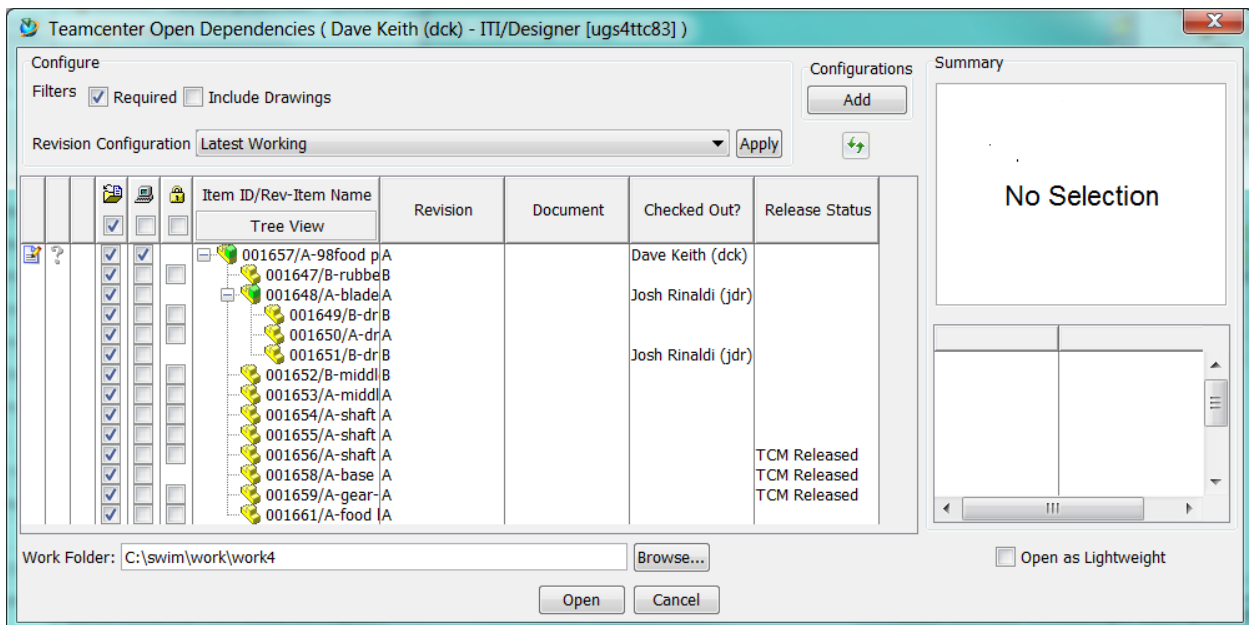 Teamcenter Open Dependencies ( Dave Keith (dck) - ITI/Designer [ugs4ttc83] )
Configure
Filters Required Include Drawings
Revision Configuration Latest Working Apply
Configurations
Add
Summary
No Selection
Item ID/Rev-Item Name Revision Document Checked Out? Release Status
Tree View
001657/A-98food p A Dave Keith (dck)
001647/B-rubbe B
001648/A-blade A Josh Rinaldi (jdr)
001649/B-dr B
001650/A-dr A
001651/B-dr B Josh Rinaldi (jdr)
001652/B-middl B
001653/A-middl A
001654/A-shaft A
001655/A-shaft A
001656/A-shaft A TCM Released
001658/A-base A TCM Released
001659/A-gear- A TCM Released
001661/A-food l A
Work Folder: C:\swim\work\work4 Browse...
Open as Lightweight
Open Cancel